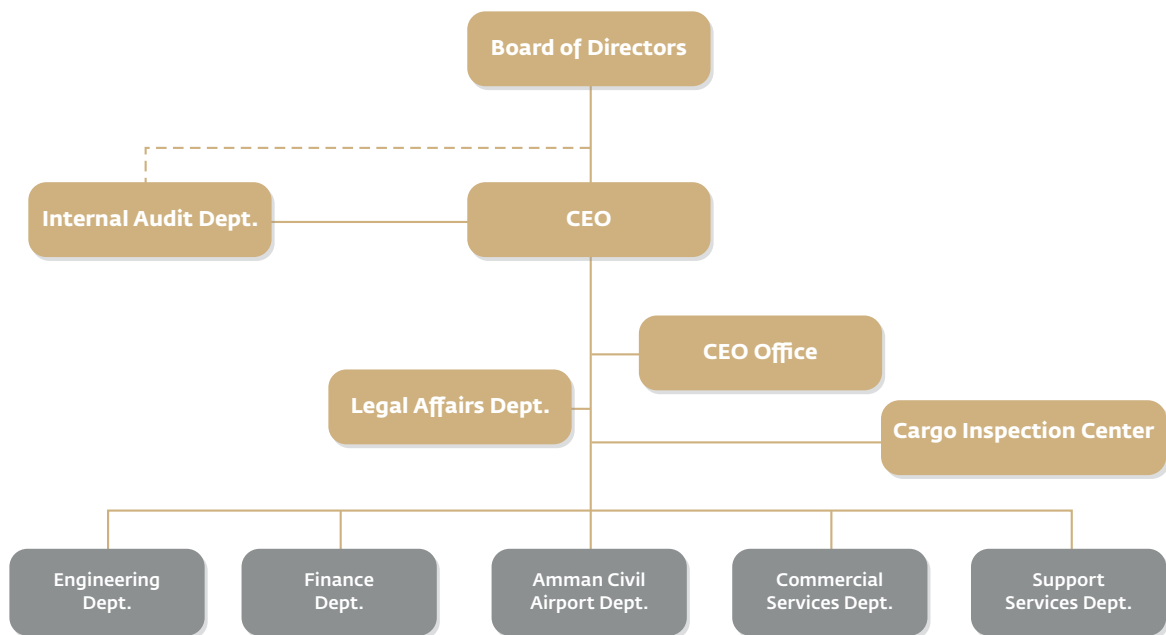 Board of Directors
Internal Audit Dept.
CEO
CEO Office
Legal Affairs Dept.
Cargo Inspection Center
Engineering
Dept.
Finance
Dept.
Amman Civil
Airport Dept.
Commercial
Services Dept.
Support
Services Dept.